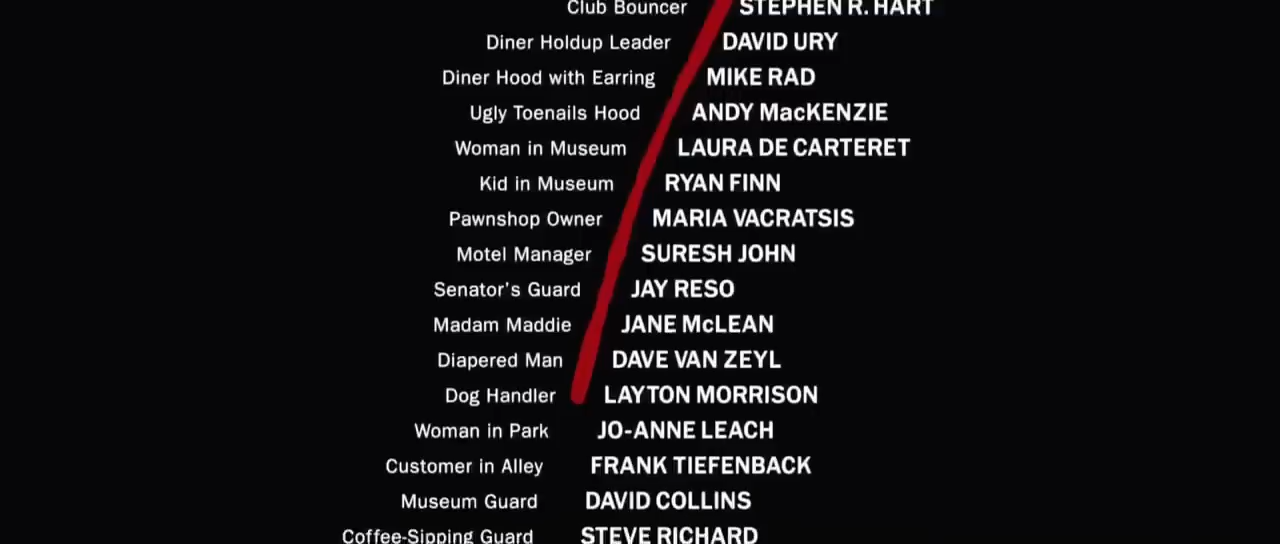 Club Bouncer STEPHEN R. HART
Diner Holdup Leader DAVID URY
Diner Hood with Earring MIKE RAD
Ugly Toenails Hood ANDY MacKENZIE
Woman in Museum LAURA DE CARTERET
Kid in Museum RYAN FINN
Pawnshop Owner MARIA VACRATSIS
Motel Manager SURESH JOHN
Senator's Guard JAY RESO
Madam Maddie JANE McLEAN
Diapered Man DAVE VAN ZEYL
Dog Handler LAYTON MORRISON
Woman in Park JO-ANNE LEACH
Customer in Alley FRANK TIEFENBACK
Museum Guard DAVID COLLINS
Coffee-Sipping Guard STEVE RICHARD